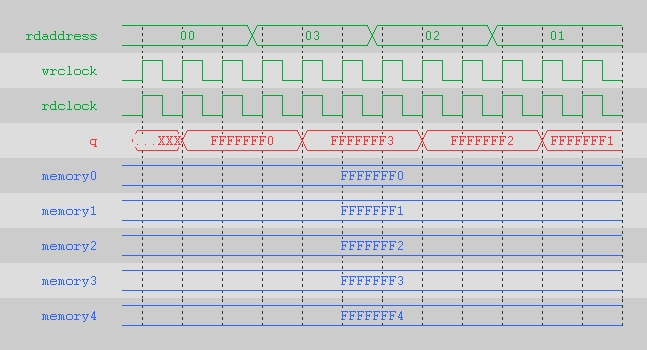 rdaddress 00 03 02 01
wrclock
rdclock
q ...XXX FFFFFFF0 FFFFFFF3 FFFFFFF2 FFFFFFF1
memory0 FFFFFFF0
memory1 FFFFFFF1
memory2 FFFFFFF2
memory3 FFFFFFF3
memory4 FFFFFFF4